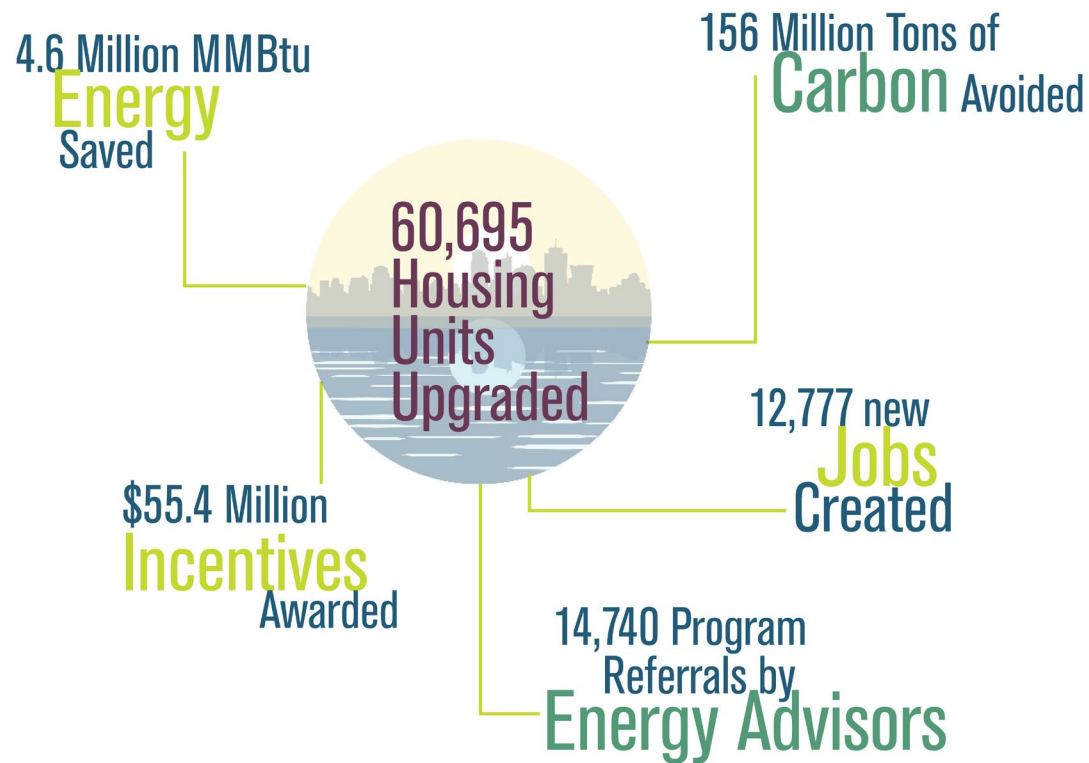 4.6 Million MMBtu
Energy
Saved
156 Million Tons of
Carbon Avoided
60,695
Housing
Units
Upgraded
12,777 new
Jobs
Created
$55.4 Million
Incentives
Awarded
14,740 Program
Referrals by
Energy Advisors